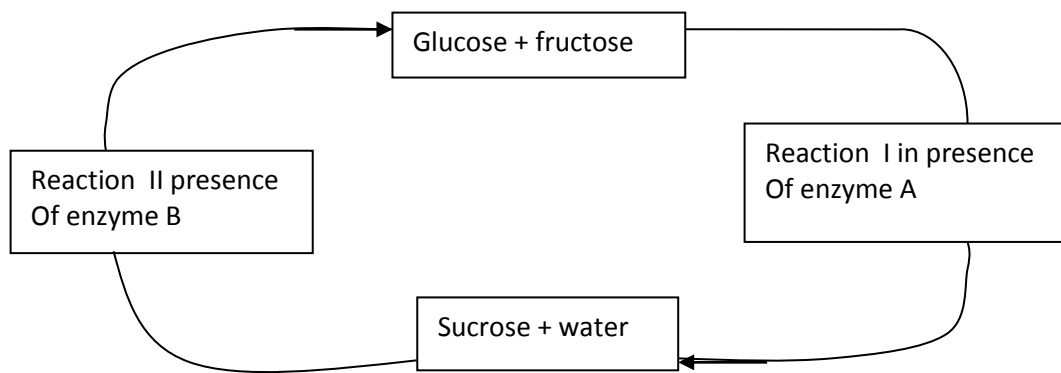 Glucose + fructose
Reaction  I in presence
Of enzyme A
Reaction  II presence
Of enzyme B
Sucrose + water